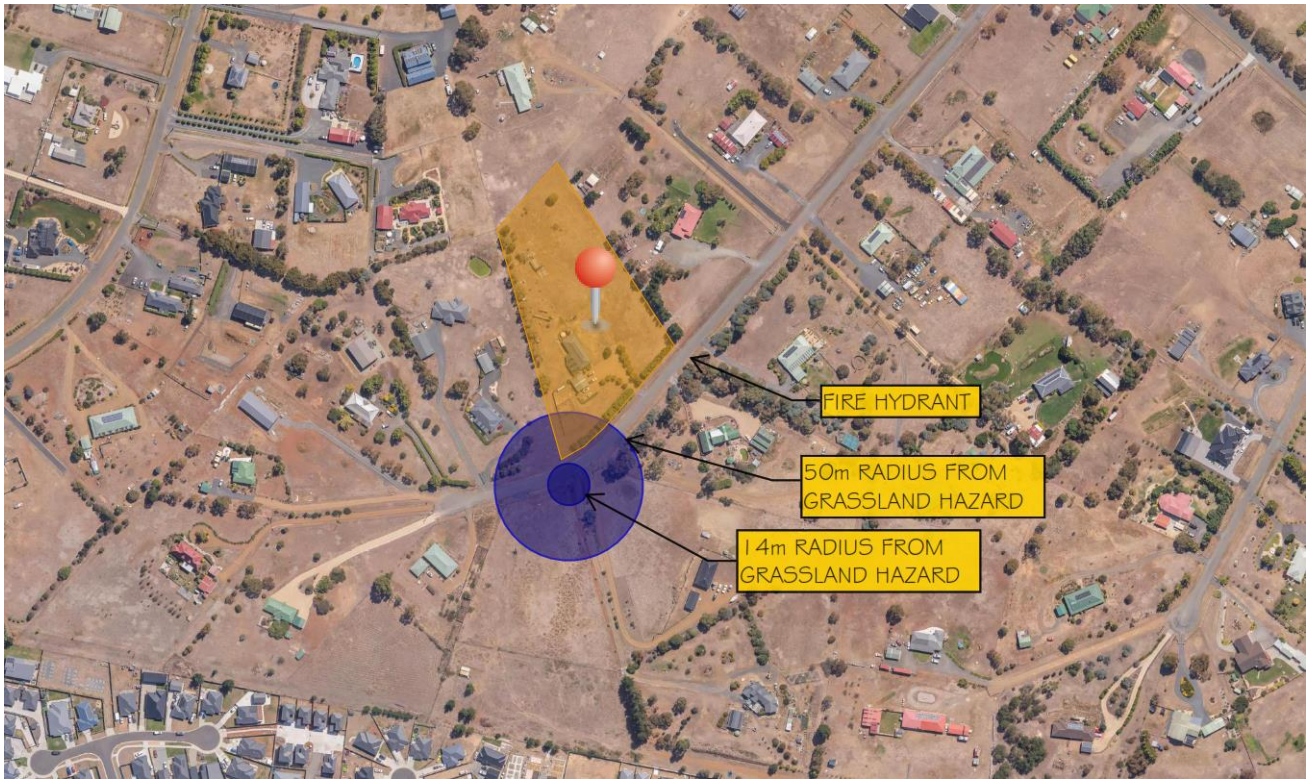 FIRE HYDRANT
50m RADIUS FROM
GRASSLAND HAZARD
14m RADIUS FROM
GRASSLAND HAZARD